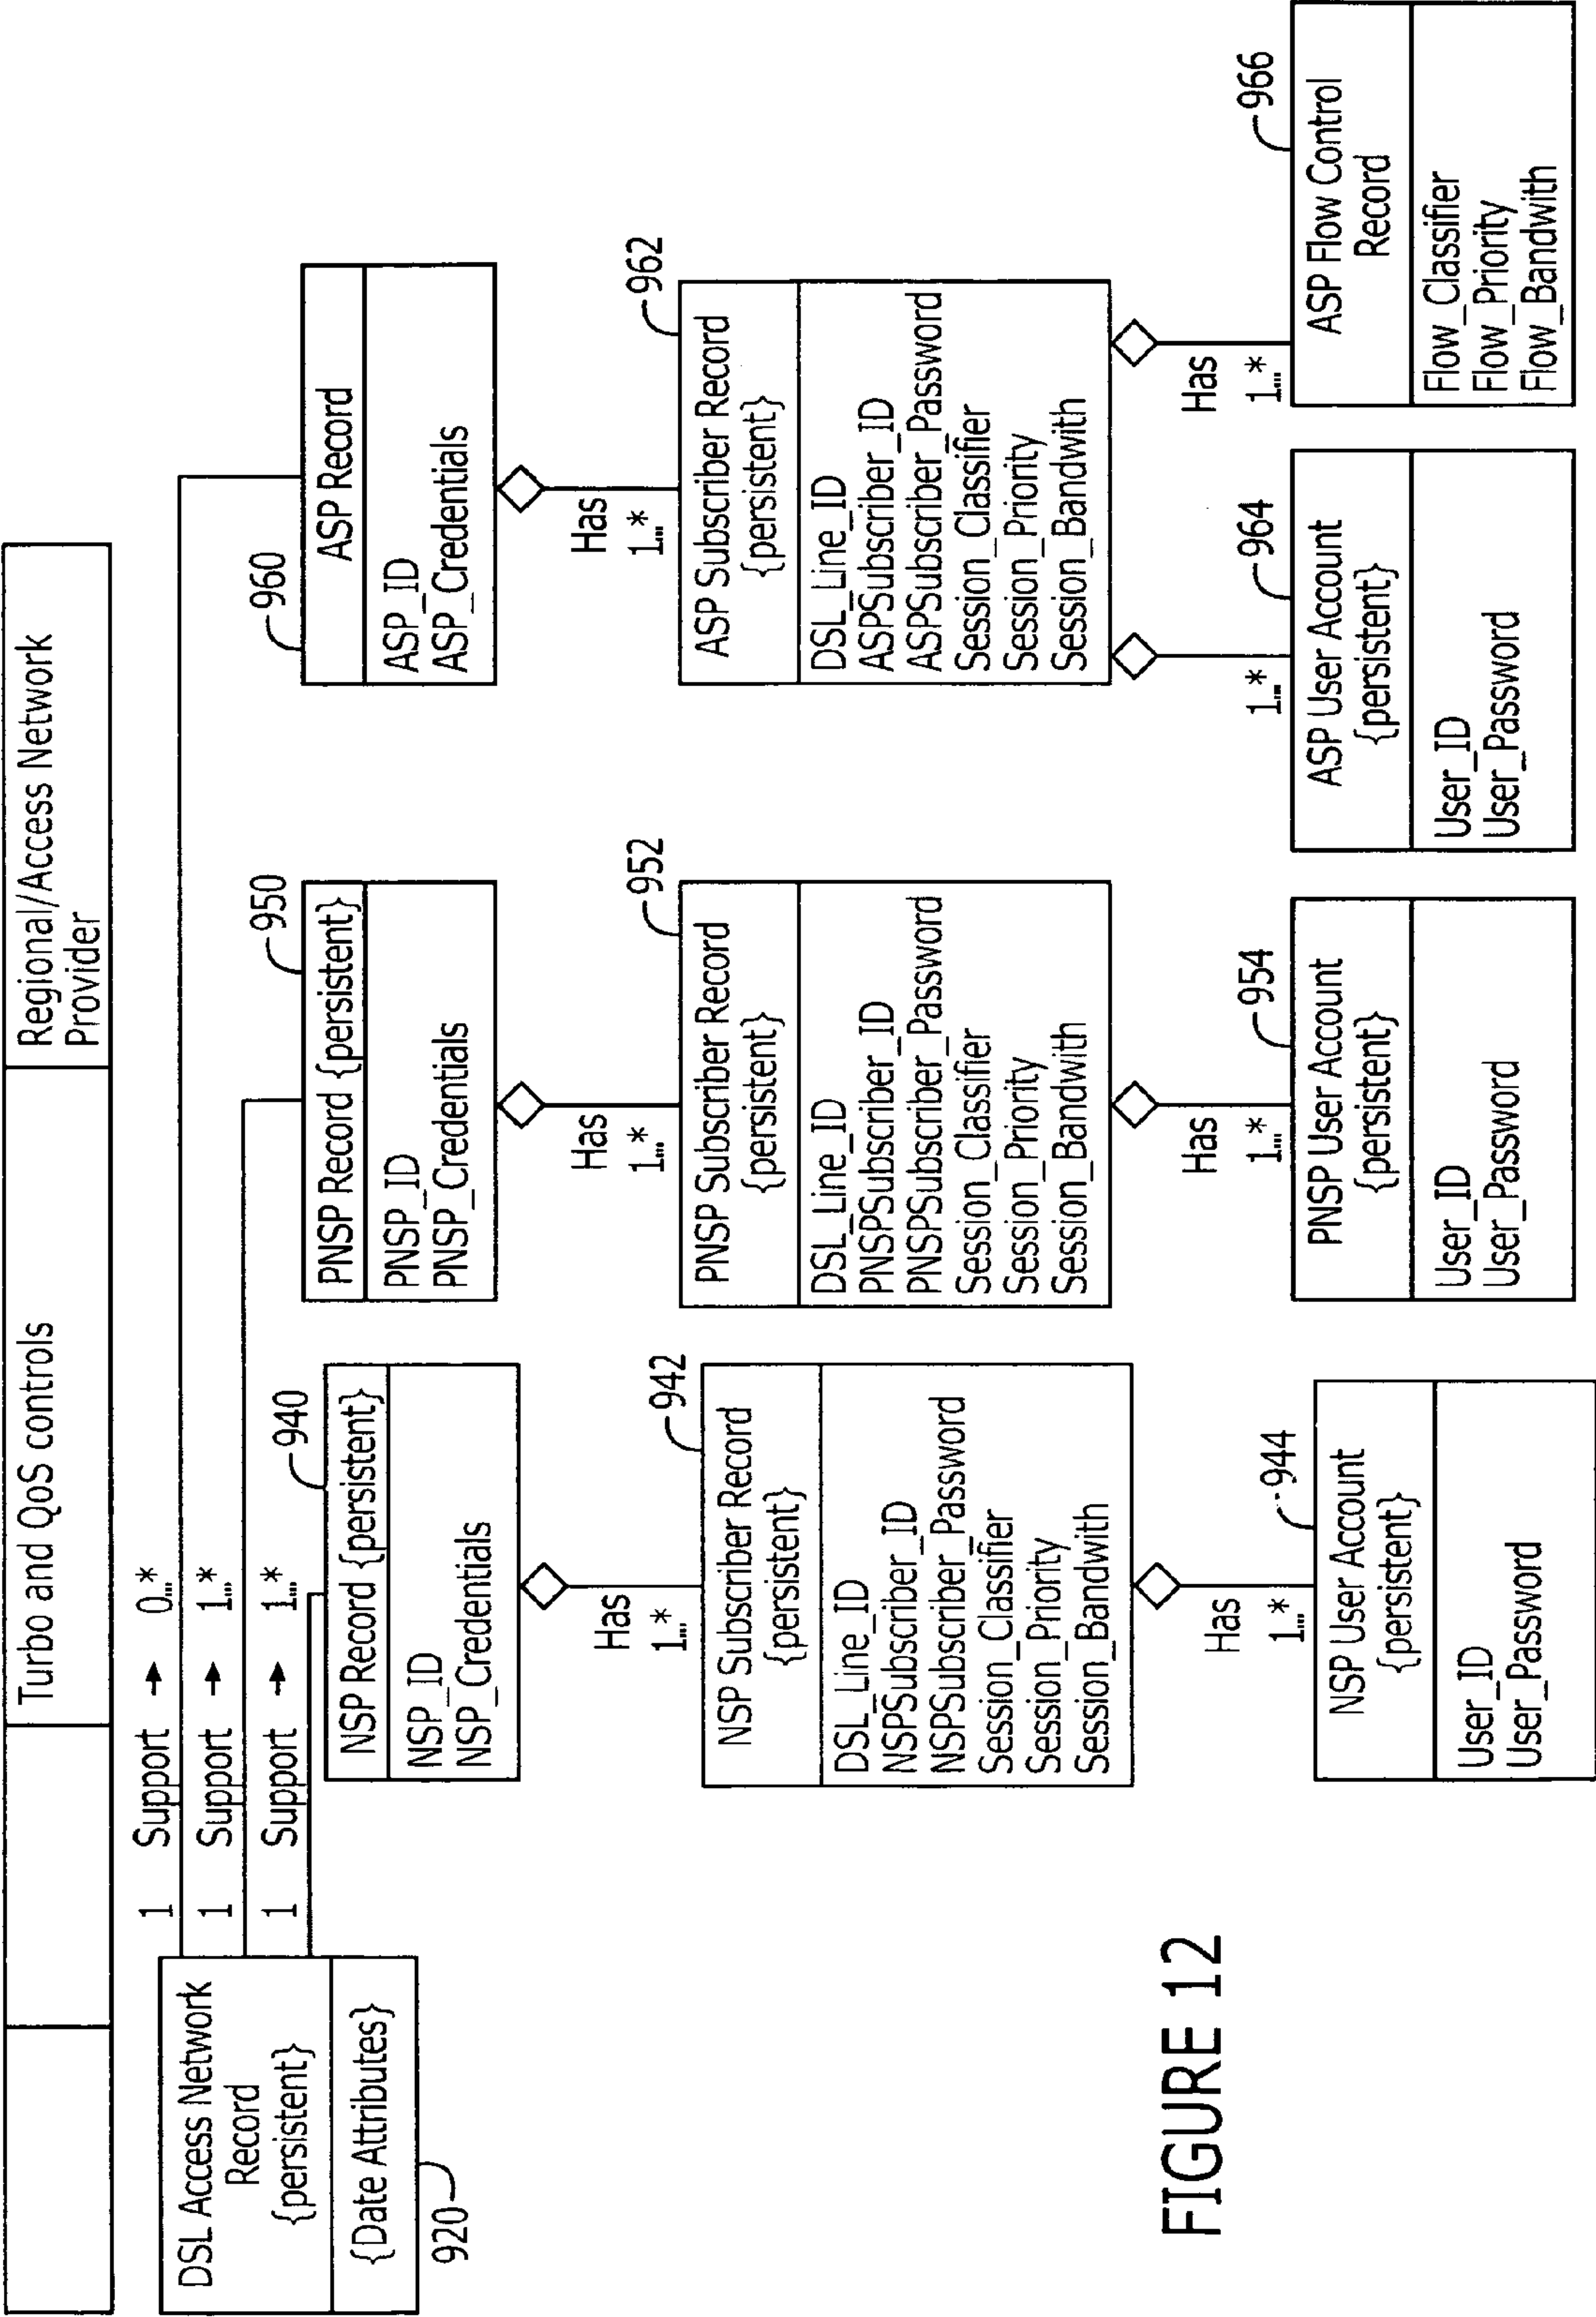 Turbo and QoS controls
Regional/Access Network
Provider
1 Support → 0...*
1 Support → 1...*
1 Support → 1...*
DSL Access Network
Record
{persistent}
{Date Attributes}
920
940
NSP Record {persistent}
NSP_ID
NSP_Credentials
Has
1...*
942
NSP Subscriber Record
{persistent}
DSL_Line_ID
NSPSubscriber_ID
NSPSubscriber_Password
Session_Classifier
Session_Priority
Session_Bandwith
Has
1...*
944
NSP User Account
{persistent}
User_ID
User_Password
950
PNSP Record {persistent}
PNSP_ID
PNSP_Credentials
Has
1...*
952
PNSP Subscriber Record
{persistent}
DSL_Line_ID
PNSPSubscriber_ID
PNSPSubscriber_Password
Session_Classifier
Session_Priority
Session_Bandwith
Has
1...*
954
PNSP User Account
{persistent}
User_ID
User_Password
960
ASP Record
ASP_ID
ASP_Credentials
Has
1...*
962
ASP Subscriber Record
{persistent}
DSL_Line_ID
ASPSubscriber_ID
ASPSubscriber_Password
Session_Classifier
Session_Priority
Session_Bandwith
1...*
964
ASP User Account
{persistent}
User_ID
User_Password
Has
1...*
966
ASP Flow Control
Record
Flow_Classifier
Flow_Priority
Flow_Bandwith
FIGURE 12